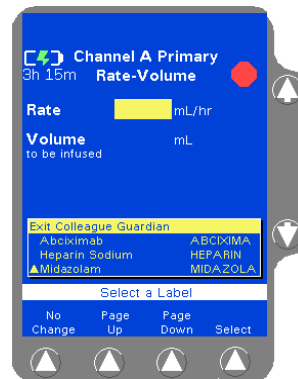 Channel A Primary
3h 15m Rate-Volume
Rate mL/hr
Volume mL
to be infused
Exit Colleague Guardian
Abciximab ABCIXIMA
Heparin Sodium HEPARIN
Midazolam MIDAZOLA
Select a Label
No Change Page Up Page Down Select